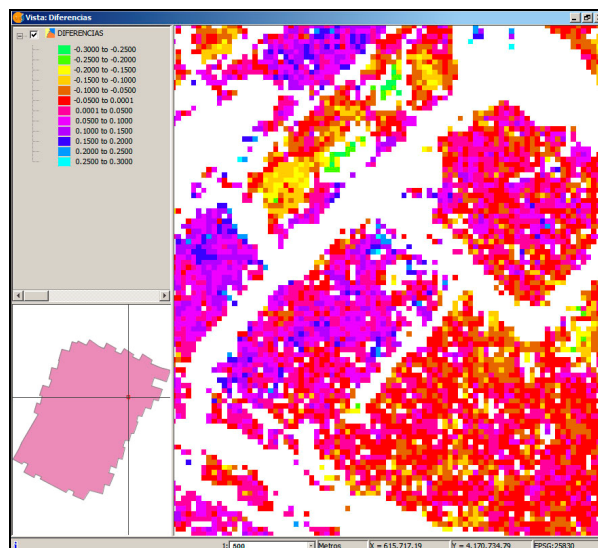 Vista: Diferencias
DIFERENCIAS
-0.3000 to -0.2500
-0.2500 to -0.2000
-0.2000 to -0.1500
-0.1500 to -0.1000
-0.1000 to -0.0500
-0.0500 to 0.0001
0.0001 to 0.0500
0.0500 to 0.1000
0.1000 to 0.1500
0.1500 to 0.2000
0.2000 to 0.2500
0.2500 to 0.3000
1: 500 Metros X = 615.717,19 Y = 4.170.734,79 EPSG:25830